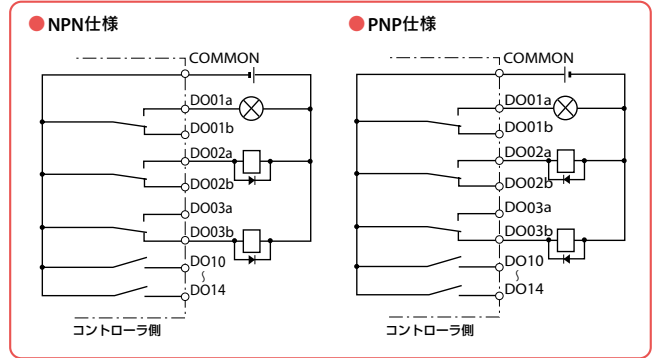 ●NPN仕様
COMMON
DO01a
DO01b
DO02a
DO02b
DO03a
DO03b
DO10
〜
DO14
コントローラ側
●PNP仕様
COMMON
DO01a
DO01b
DO02a
DO02b
DO03a
DO03b
DO10
〜
DO14
コントローラ側